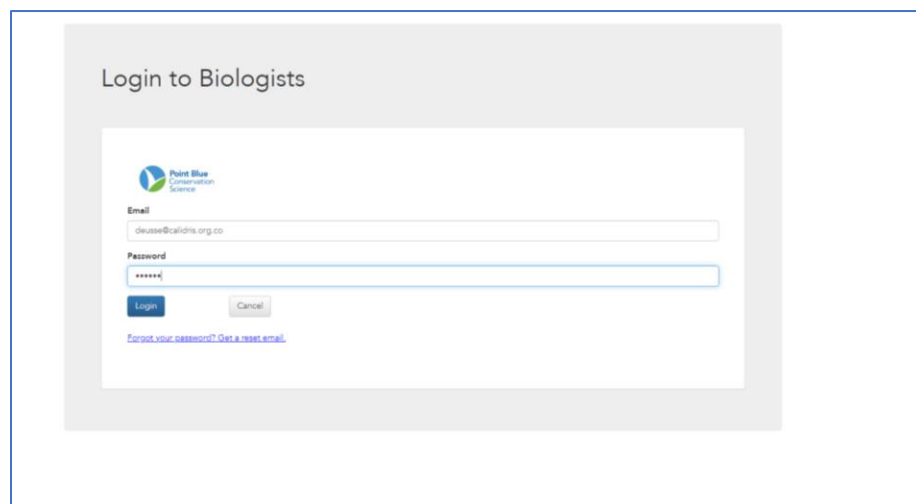 Login to Biologists
Point Blue
Conservation
Science
Email
deusse@calidris.org.co
Password
••••••
Login
Cancel
Forgot your password? Get a reset email.